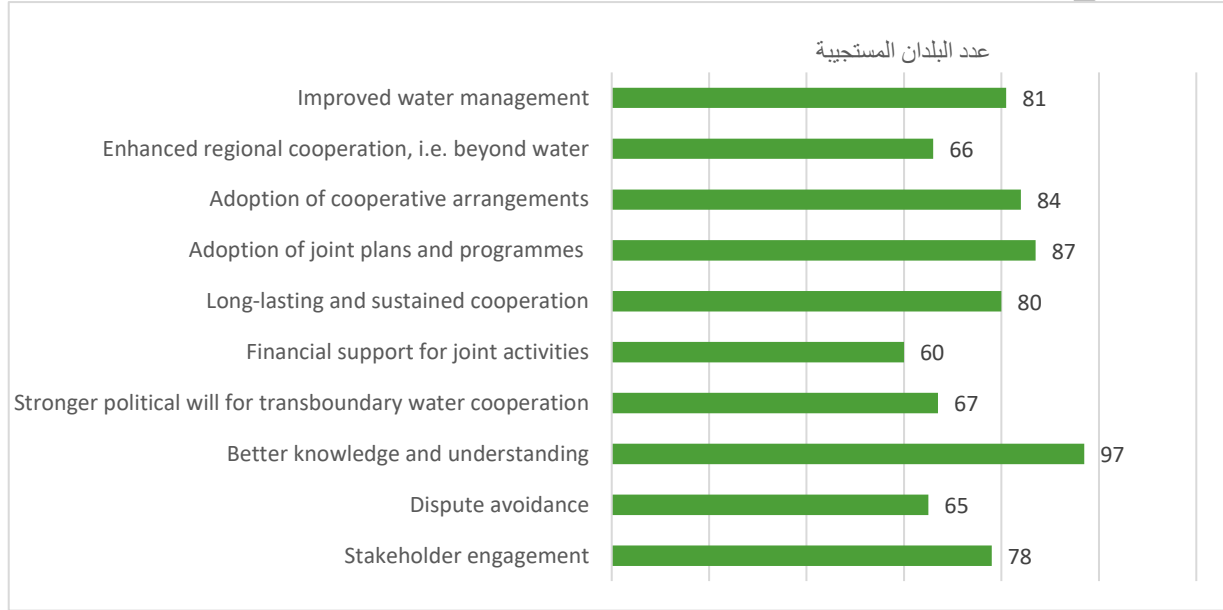 عدد البلدان المستجيبة
Improved water management 81
Enhanced regional cooperation, i.e. beyond water 66
Adoption of cooperative arrangements 84
Adoption of joint plans and programmes 87
Long-lasting and sustained cooperation 80
Financial support for joint activities 60
Stronger political will for transboundary water cooperation 67
Better knowledge and understanding 97
Dispute avoidance 65
Stakeholder engagement 78